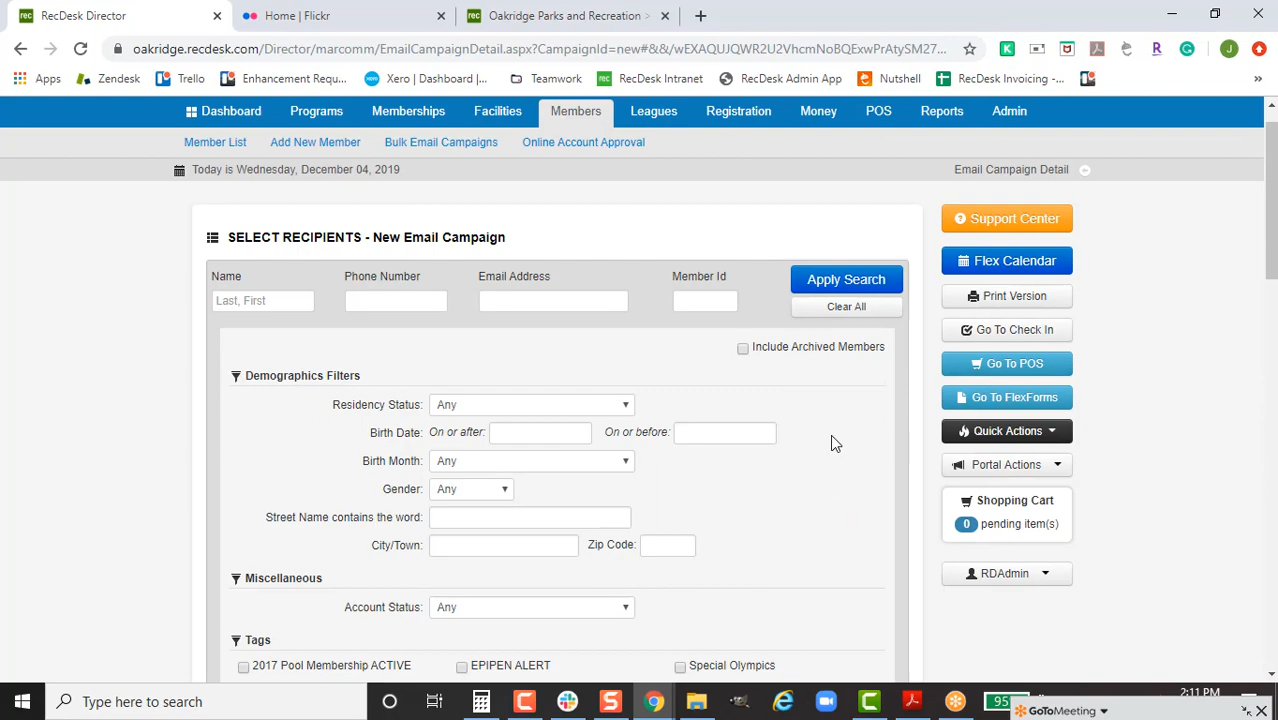 RecDesk Director
Home | Flickr
Oakridge Parks and Recreation >
oakridge.recdesk.com/Director/marcomm/EmailCampaignDetail.aspx?CampaignId=new#&&/wEXAQUJQWR2U2VhcmNoBQExwPrAtySM27...
Apps
Zendesk
Trello
Enhancement Requ...
Xero | Dashboard |...
Teamwork
RecDesk Intranet
RecDesk Admin App
Nutshell
RecDesk Invoicing -...
Dashboard
Programs
Memberships
Facilities
Members
Leagues
Registration
Money
POS
Reports
Admin
Member List
Add New Member
Bulk Email Campaigns
Online Account Approval
Today is Wednesday, December 04, 2019
Email Campaign Detail
SELECT RECIPIENTS - New Email Campaign
Name
Phone Number
Email Address
Member Id
Last, First
Apply Search
Clear All
Include Archived Members
Demographics Filters
Residency Status: Any
Birth Date: On or after: On or before:
Birth Month: Any
Gender: Any
Street Name contains the word:
City/Town: Zip Code:
Miscellaneous
Account Status: Any
Tags
2017 Pool Membership ACTIVE
EPIPEN ALERT
Special Olympics
Support Center
Flex Calendar
Print Version
Go To Check In
Go To POS
Go To FlexForms
Quick Actions
Portal Actions
Shopping Cart
0 pending item(s)
RDAdmin
Type here to search
2:11 PM
GoToMeeting